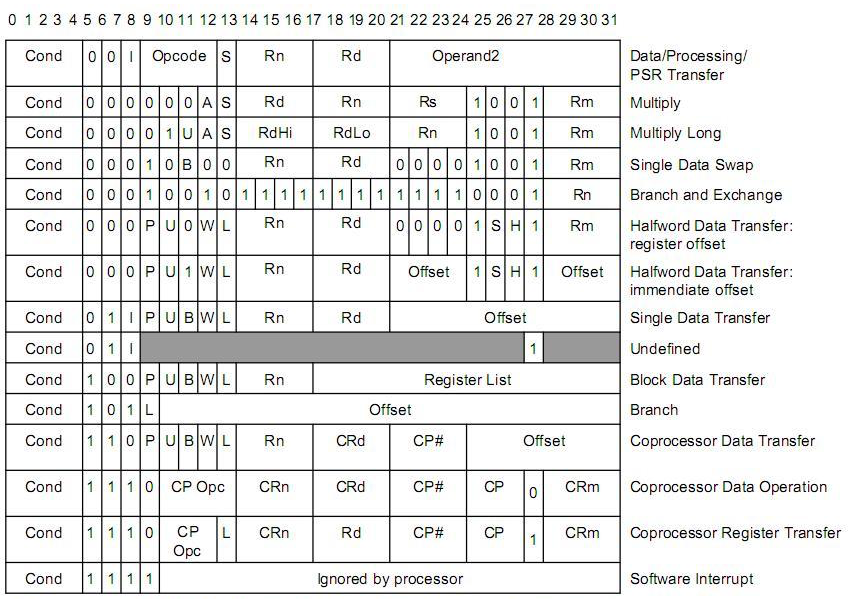 0 1 2 3 4 5 6 7 8 9 10 11 12 13 14 15 16 17 18 19 20 21 22 23 24 25 26 27 28 29 30 31
Cond 0 0 I Opcode S Rn Rd Operand2 Data/Processing/
PSR Transfer
Cond 0 0 0 0 0 0 A S Rd Rn Rs 1 0 0 1 Rm Multiply
Cond 0 0 0 0 1 U A S RdHi RdLo Rn 1 0 0 1 Rm Multiply Long
Cond 0 0 0 1 0 B 0 0 Rn Rd 0 0 0 0 1 0 0 1 Rm Single Data Swap
Cond 0 0 0 1 0 0 1 0 1 1 1 1 1 1 1 1 1 1 1 1 0 0 0 1 Rn Branch and Exchange
Cond 0 0 0 P U 0 W L Rn Rd 0 0 0 0 1 S H 1 Rm Halfword Data Transfer:
register offset
Cond 0 0 0 P U 1 W L Rn Rd Offset 1 S H 1 Offset Halfword Data Transfer:
immendiate offset
Cond 0 1 I P U B W L Rn Rd Offset Single Data Transfer
Cond 0 1 I 1 Undefined
Cond 1 0 0 P U B W L Rn Register List Block Data Transfer
Cond 1 0 1 L Offset Branch
Cond 1 1 0 P U B W L Rn CRd CP# Offset Coprocessor Data Transfer
Cond 1 1 1 0 CP Opc CRn CRd CP# CP 0 CRm Coprocessor Data Operation
Cond 1 1 1 0 CP L CRn Rd CP# CP 1 CRm Coprocessor Register Transfer
Opc
Cond 1 1 1 1 Ignored by processor Software Interrupt